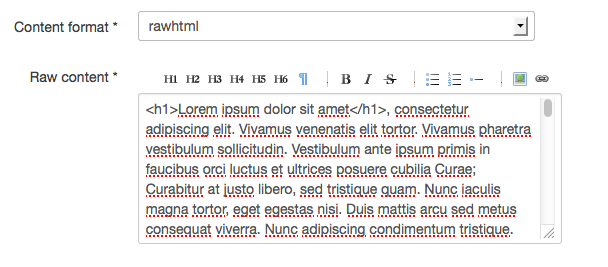 Content format *
rawhtml
Raw content *
H1 H2 H3 H4 H5 H6 ¶ B I S
<h1>Lorem ipsum dolor sit amet</h1>, consectetur
adipiscing elit. Vivamus venenatis elit tortor. Vivamus pharetra
vestibulum sollicitudin. Vestibulum ante ipsum primis in
faucibus orci luctus et ultrices posuere cubilia Curae;
Curabitur at justo libero, sed tristique quam. Nunc iaculis
magna tortor, eget egestas nisi. Duis mattis arcu sed metus
consequat viverra. Nunc adipiscing condimentum tristique.